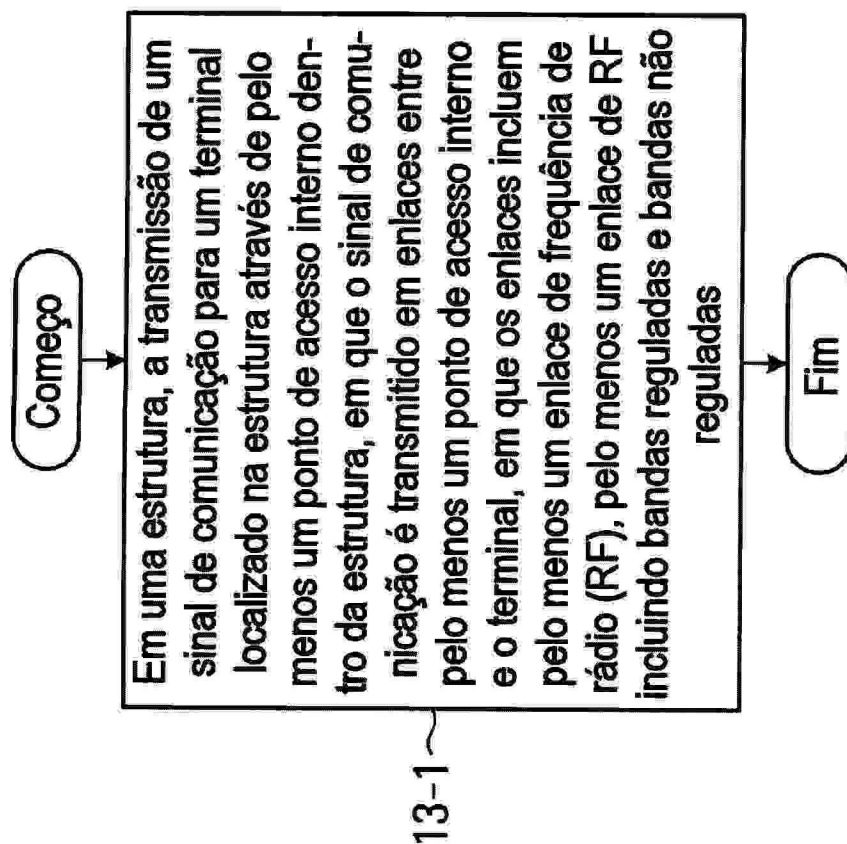 Começo
Em uma estrutura, a transmissão de um
sinal de comunicação para um terminal
localizado na estrutura através de pelo
menos um ponto de acesso interno den-
tro da estrutura, em que o sinal de comu-
nicação é transmitido em enlaces entre
pelo menos um ponto de acesso interno
e o terminal, em que os enlaces incluem
pelo menos um enlace de frequência de
rádio (RF), pelo menos um enlace de RF
incluindo bandas reguladas e bandas não
reguladas
13-1
Fim